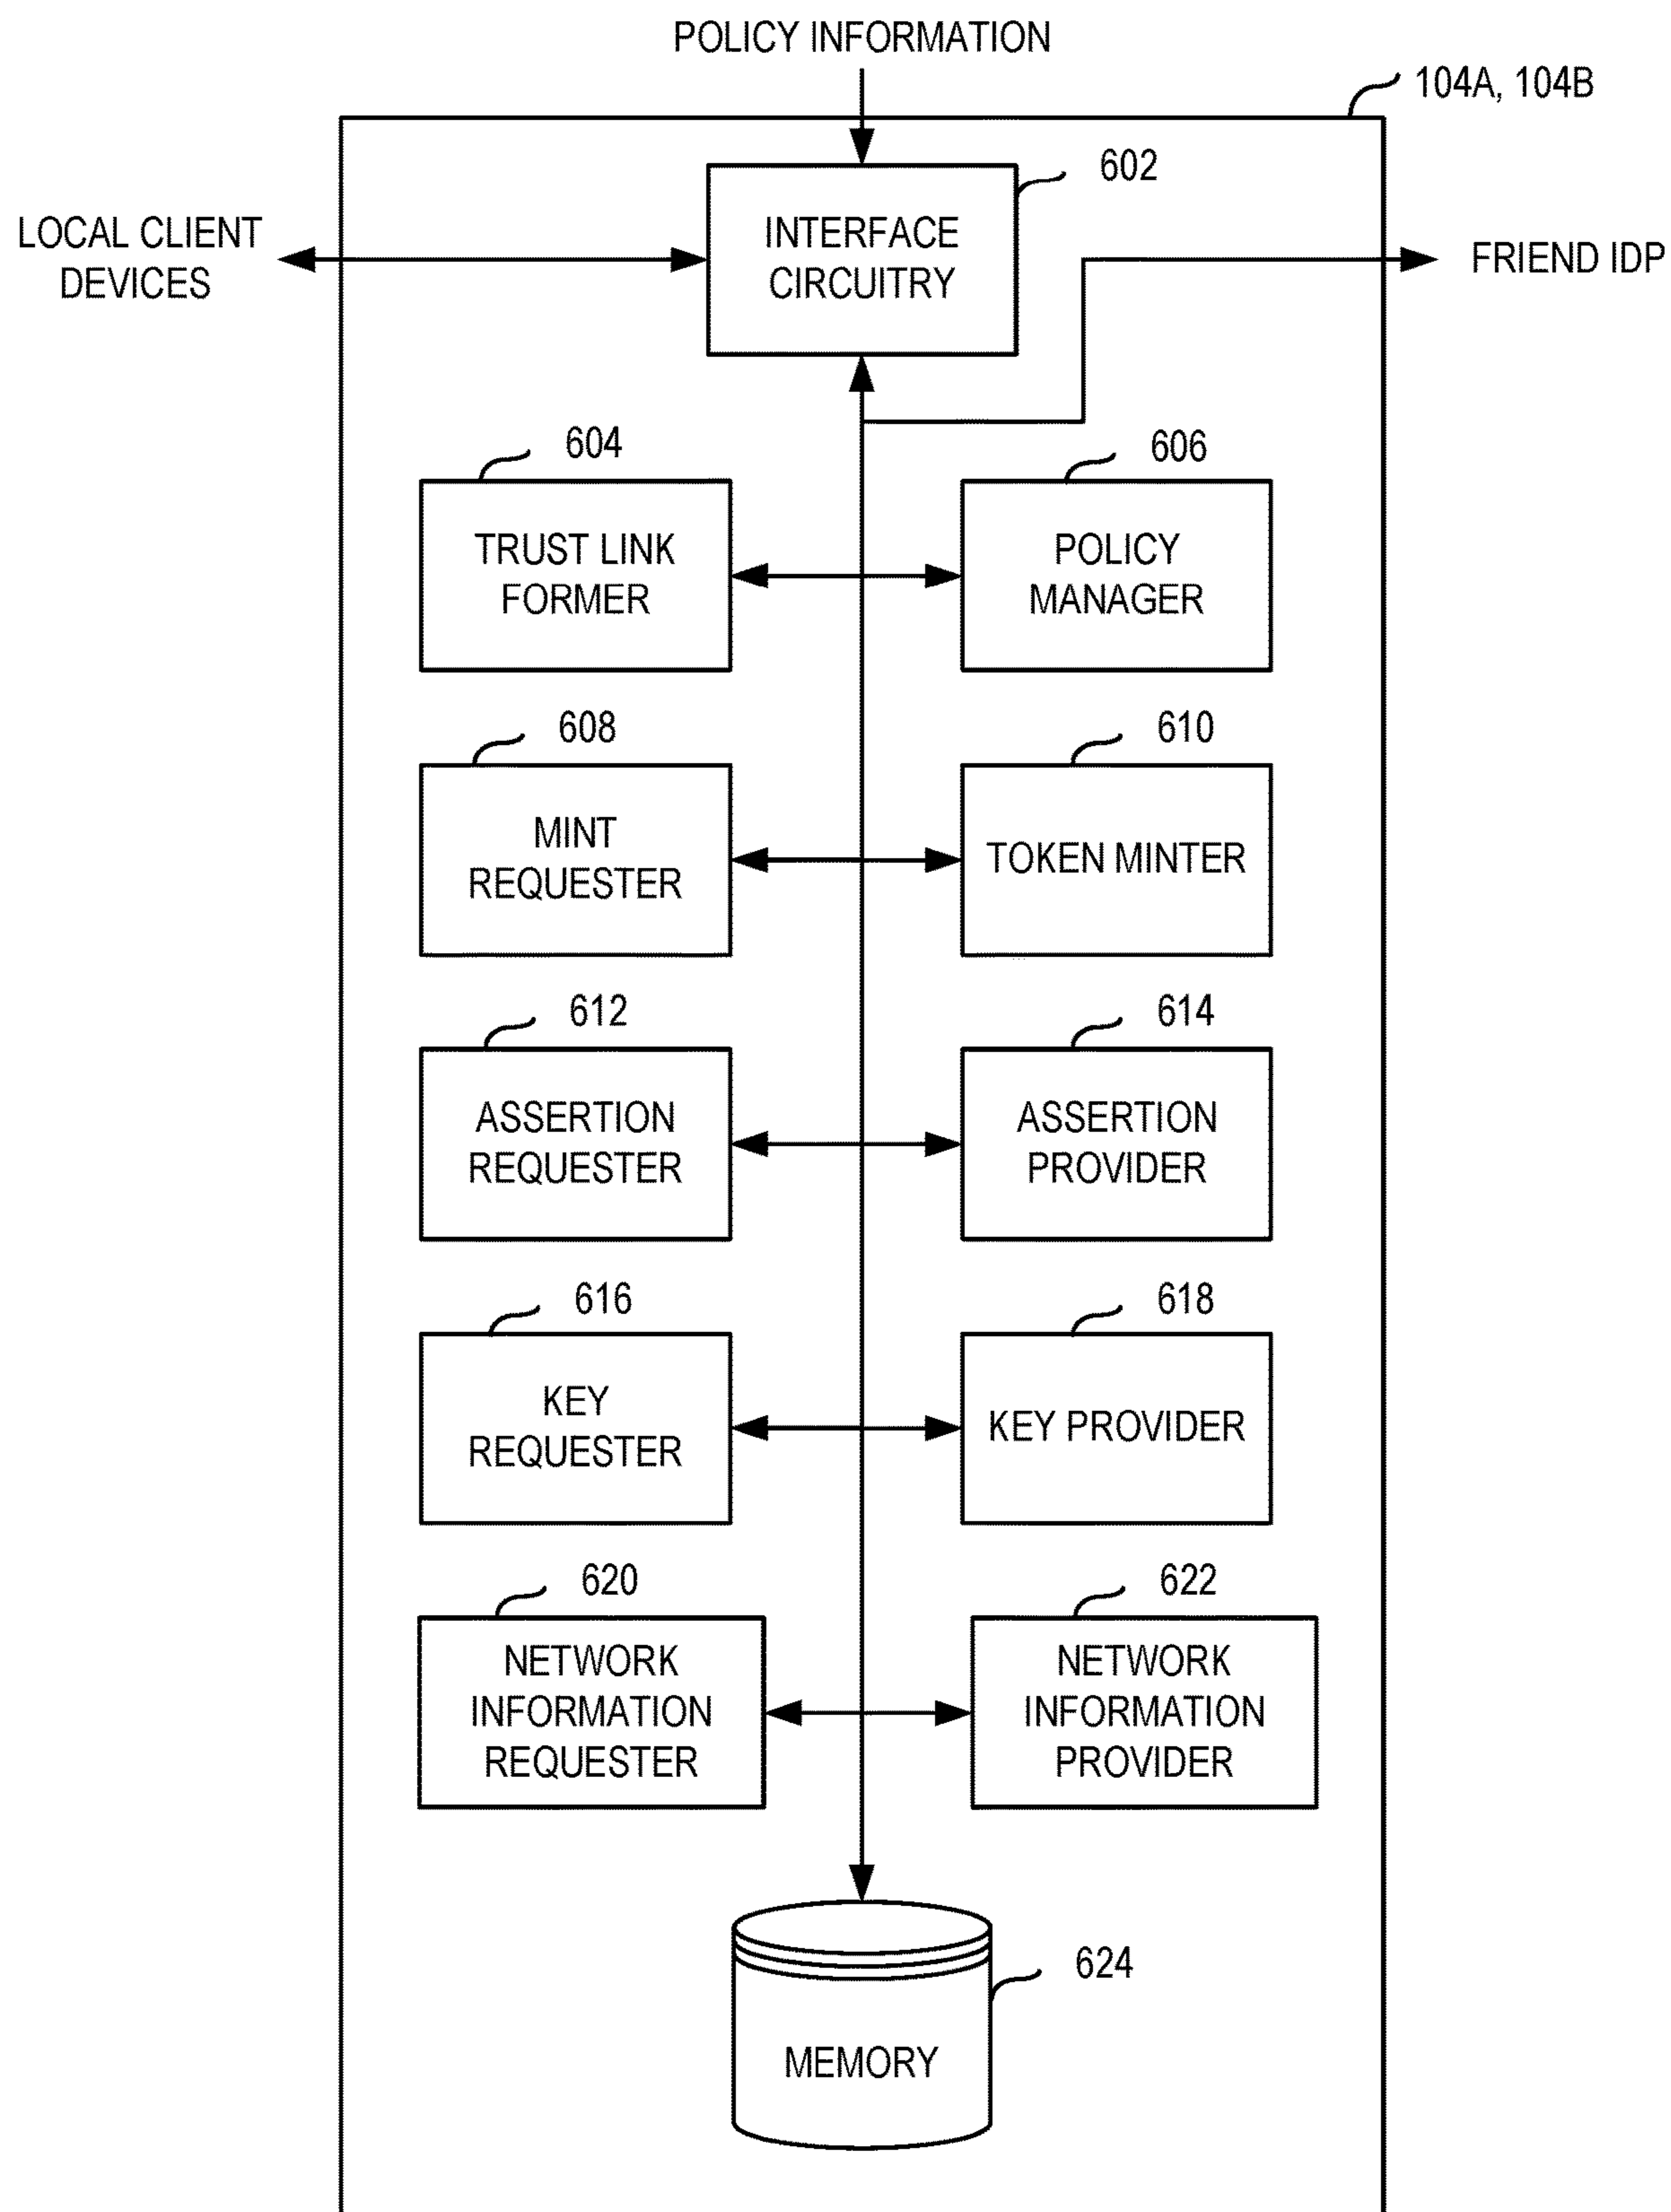 POLICY INFORMATION
104A, 104B
602
LOCAL CLIENT
DEVICES
INTERFACE
CIRCUITRY
FRIEND IDP
604
606
TRUST LINK
FORMER
POLICY
MANAGER
608
610
MINT
REQUESTER
TOKEN MINTER
612
614
ASSERTION
REQUESTER
ASSERTION
PROVIDER
616
618
KEY
REQUESTER
KEY PROVIDER
620
622
NETWORK
INFORMATION
REQUESTER
NETWORK
INFORMATION
PROVIDER
624
MEMORY